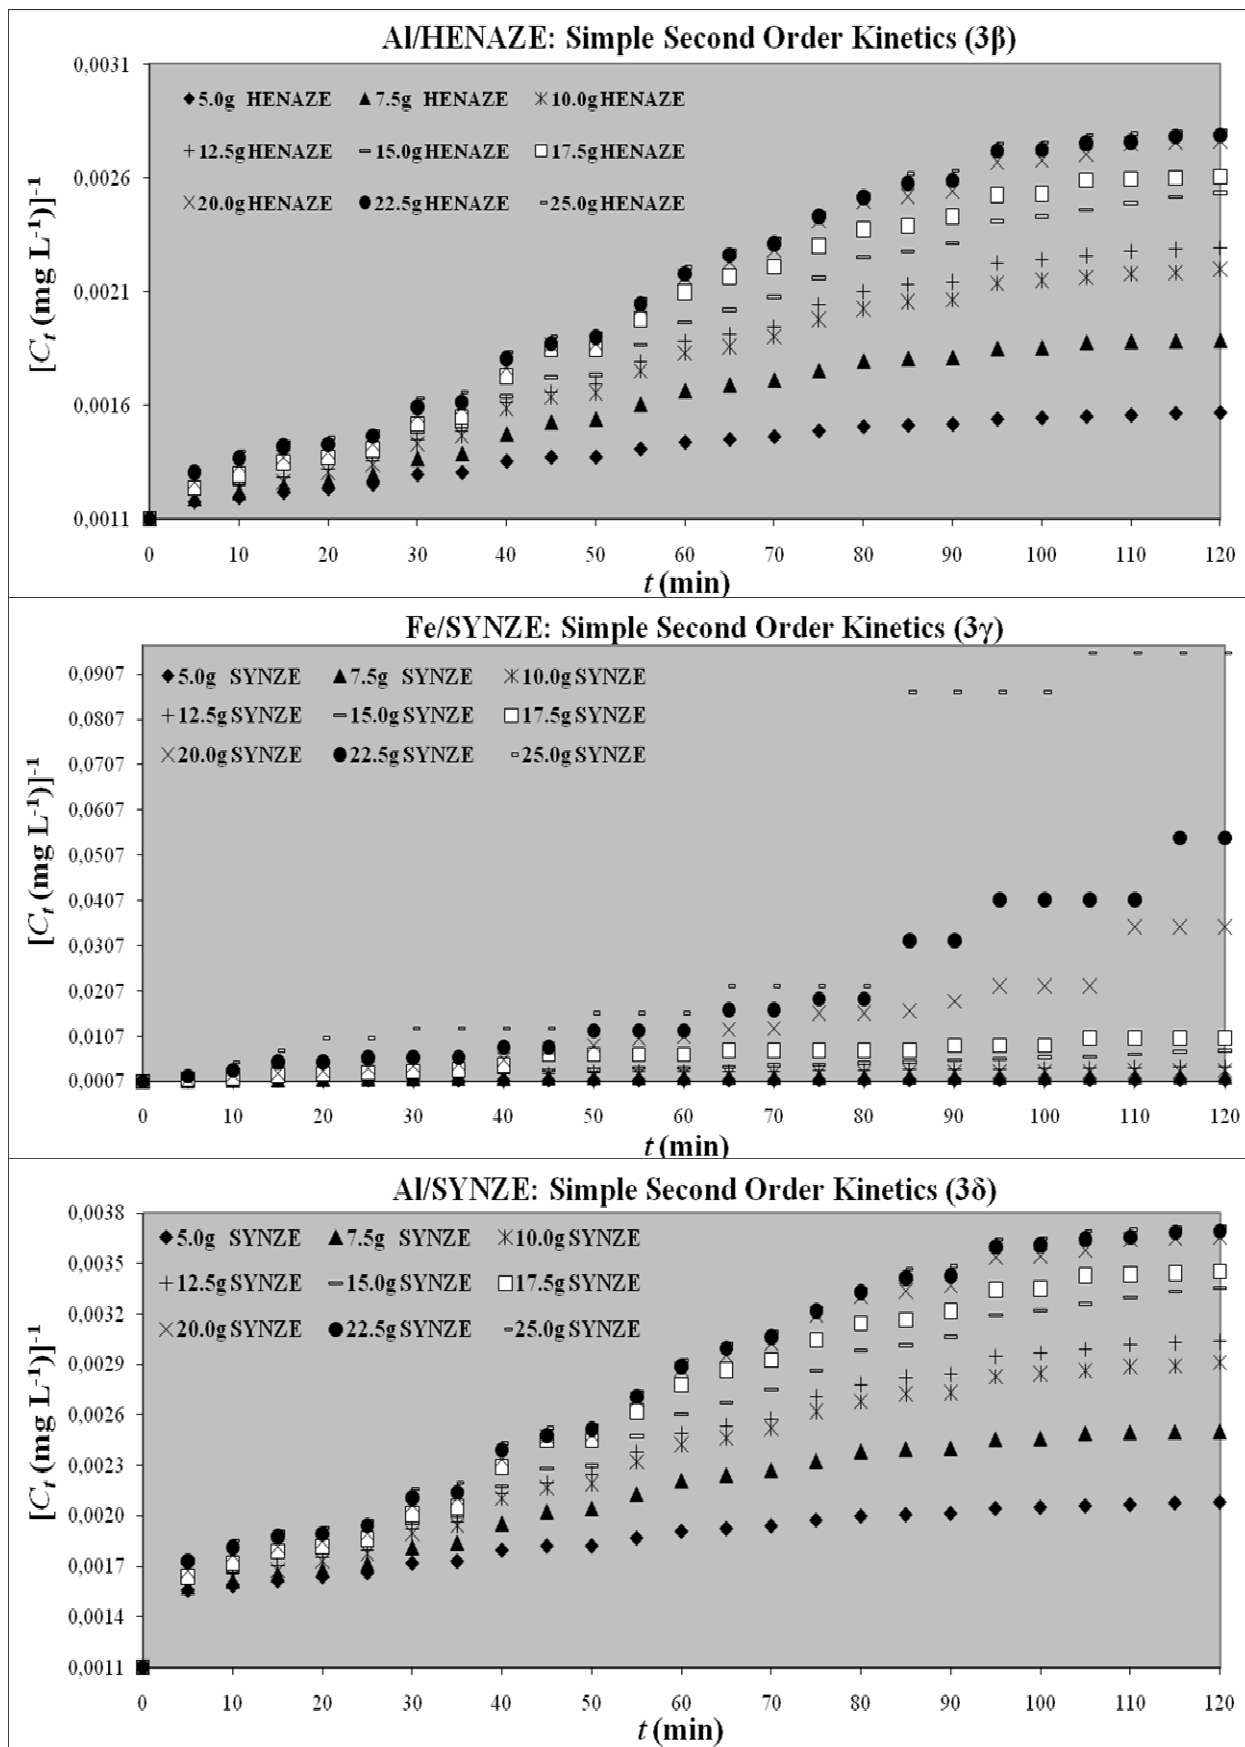 Al/HENAZE: Simple Second Order Kinetics (3β)
[Ct (mg L-1)]-1
0,0031
0,0026
0,0021
0,0016
0,0011
5.0g HENAZE 7.5g HENAZE 10.0g HENAZE
12.5g HENAZE 15.0g HENAZE 17.5g HENAZE
20.0g HENAZE 22.5g HENAZE 25.0g HENAZE
0 10 20 30 40 50 60 70 80 90 100 110 120
t (min)
Fe/SYNZE: Simple Second Order Kinetics (3γ)
[Ct (mg L-1)]-1
0,0907
0,0807
0,0707
0,0607
0,0507
0,0407
0,0307
0,0207
0,0107
0,0007
5.0g SYNZE 7.5g SYNZE 10.0g SYNZE
12.5g SYNZE 15.0g SYNZE 17.5g SYNZE
20.0g SYNZE 22.5g SYNZE 25.0g SYNZE
0 10 20 30 40 50 60 70 80 90 100 110 120
t (min)
Al/SYNZE: Simple Second Order Kinetics (3δ)
[Ct (mg L-1)]-1
0,0038
0,0035
0,0032
0,0029
0,0026
0,0023
0,0020
0,0017
0,0014
0,0011
5.0g SYNZE 7.5g SYNZE 10.0g SYNZE
12.5g SYNZE 15.0g SYNZE 17.5g SYNZE
20.0g SYNZE 22.5g SYNZE 25.0g SYNZE
0 10 20 30 40 50 60 70 80 90 100 110 120
t (min)